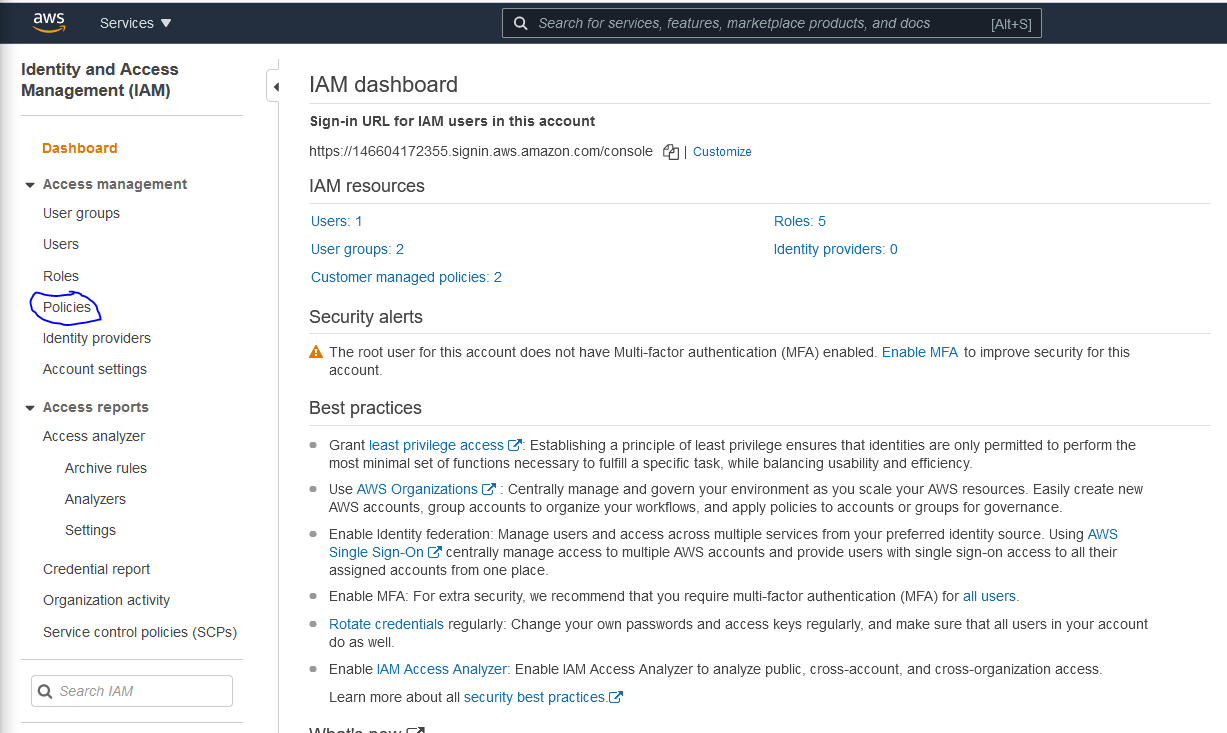 aws
Services
Search for services, features, marketplace products, and docs [Alt+S]
Identity and Access
Management (IAM)
Dashboard
Access management
User groups
Users
Roles
Policies
Identity providers
Account settings
Access reports
Access analyzer
Archive rules
Analyzers
Settings
Credential report
Organization activity
Service control policies (SCPs)
Search IAM
IAM dashboard
Sign-in URL for IAM users in this account
https://146604172355.signin.aws.amazon.com/console | Customize
IAM resources
Users: 1
Roles: 5
User groups: 2
Identity providers: 0
Customer managed policies: 2
Security alerts
The root user for this account does not have Multi-factor authentication (MFA) enabled. Enable MFA to improve security for this
account.
Best practices
Grant least privilege access : Establishing a principle of least privilege ensures that identities are only permitted to perform the
most minimal set of functions necessary to fulfill a specific task, while balancing usability and efficiency.
Use AWS Organizations : Centrally manage and govern your environment as you scale your AWS resources. Easily create new
AWS accounts, group accounts to organize your workflows, and apply policies to accounts or groups for governance.
Enable Identity federation: Manage users and access across multiple services from your preferred identity source. Using AWS
Single Sign-On centrally manage access to multiple AWS accounts and provide users with single sign-on access to all their
assigned accounts from one place.
Enable MFA: For extra security, we recommend that you require multi-factor authentication (MFA) for all users.
Rotate credentials regularly: Change your own passwords and access keys regularly, and make sure that all users in your account
do as well.
Enable IAM Access Analyzer: Enable IAM Access Analyzer to analyze public, cross-account, and cross-organization access.
Learn more about all security best practices.
What's new